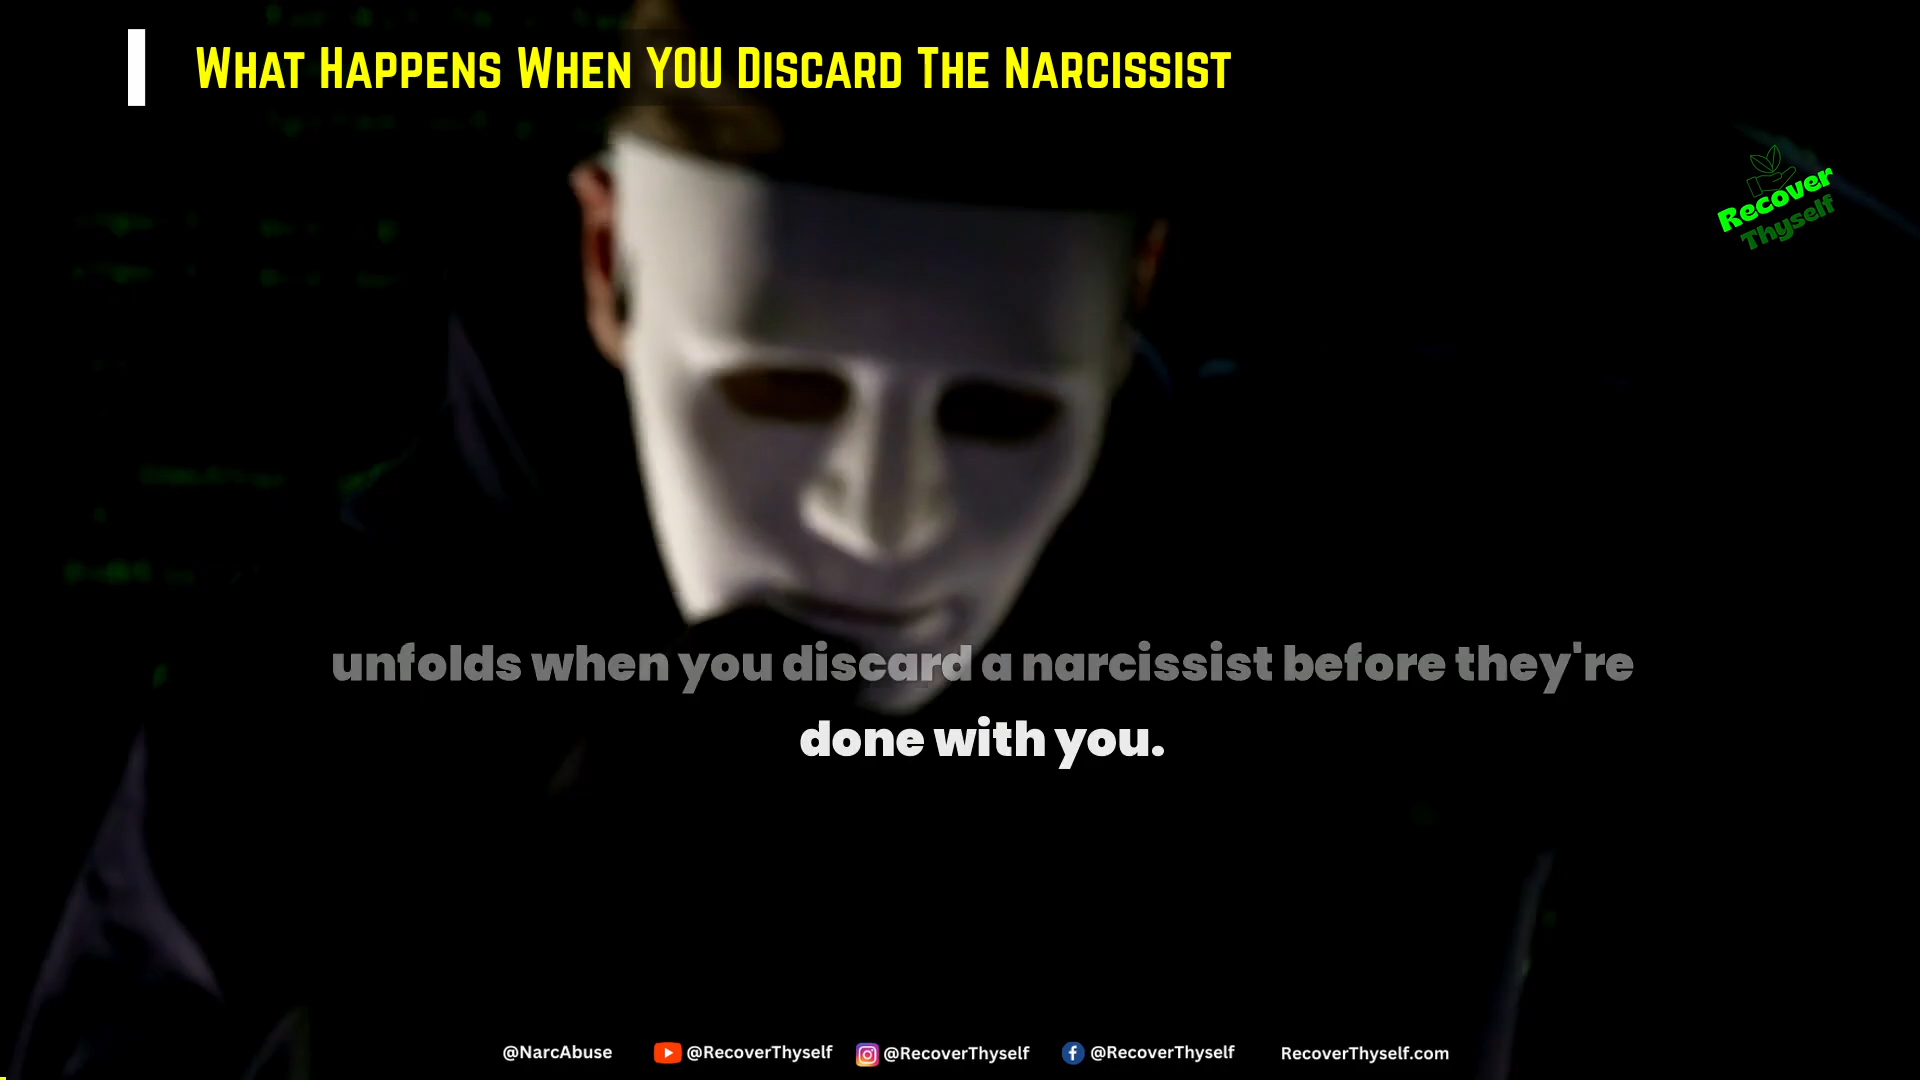 What Happens When YOU Discard The Narcissist
Recover
Thyself
unfolds when you discard a narcissist before they're
done with you.
@NarcAbuse @RecoverThyself @RecoverThyself @RecoverThyself RecoverThyself.com